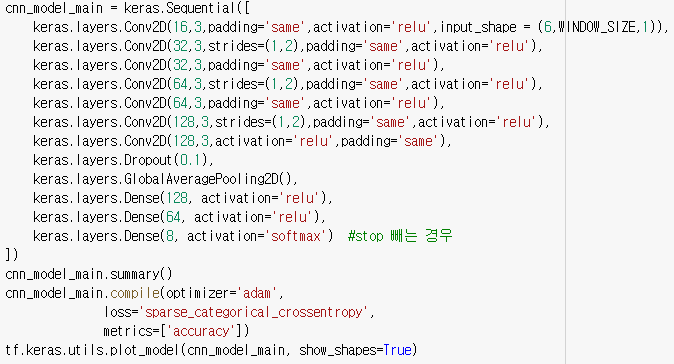 cnn_model_main = keras.Sequential([
    keras.layers.Conv2D(16,3,padding='same',activation='relu',input_shape = (6,WINDOW_SIZE,1)),
    keras.layers.Conv2D(32,3,strides=(1,2),padding='same',activation='relu'),
    keras.layers.Conv2D(32,3,padding='same',activation='relu'),
    keras.layers.Conv2D(64,3,strides=(1,2),padding='same',activation='relu'),
    keras.layers.Conv2D(64,3,padding='same',activation='relu'),
    keras.layers.Conv2D(128,3,strides=(1,2),padding='same',activation='relu'),
    keras.layers.Conv2D(128,3,activation='relu',padding='same'),
    keras.layers.Dropout(0.1),
    keras.layers.GlobalAveragePooling2D(),
    keras.layers.Dense(128, activation='relu'),
    keras.layers.Dense(64, activation='relu'),
    keras.layers.Dense(8, activation='softmax')  #stop 빼는 경우
])
cnn_model_main.summary()
cnn_model_main.compile(optimizer='adam',
              loss='sparse_categorical_crossentropy',
              metrics=['accuracy'])
tf.keras.utils.plot_model(cnn_model_main, show_shapes=True)